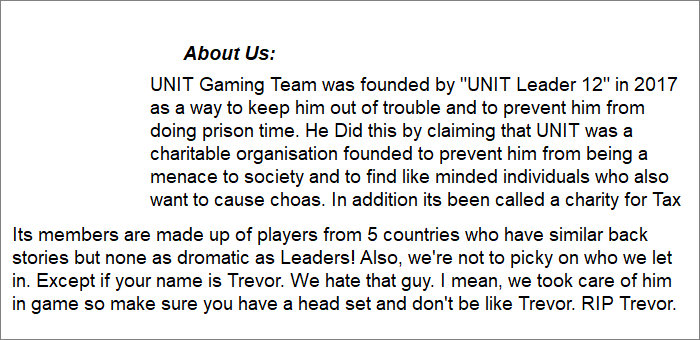 About Us:
UNIT Gaming Team was founded by "UNIT Leader 12" in 2017
as a way to keep him out of trouble and to prevent him from
doing prison time. He Did this by claiming that UNIT was a
charitable organisation founded to prevent him from being a
menace to society and to find like minded individuals who also
want to cause choas. In addition its been called a charity for Tax
Its members are made up of players from 5 countries who have similar back
stories but none as dromatic as Leaders! Also, we're not to picky on who we let
in. Except if your name is Trevor. We hate that guy. I mean, we took care of him
in game so make sure you have a head set and don't be like Trevor. RIP Trevor.